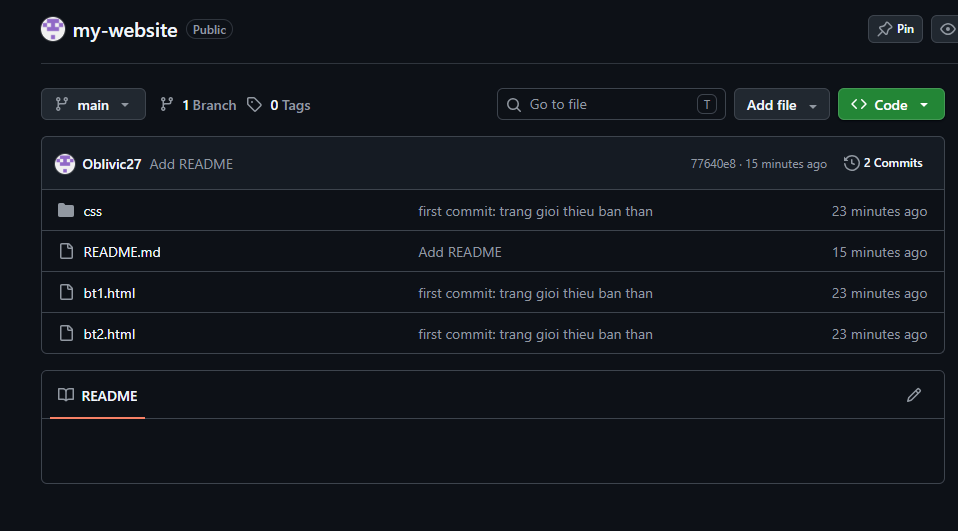 my-website Public Pin
main 1 Branch 0 Tags Go to file T Add file Code
Oblivic27 Add README 77640e8 · 15 minutes ago 2 Commits
css first commit: trang gioi thieu ban than 23 minutes ago
README.md Add README 15 minutes ago
bt1.html first commit: trang gioi thieu ban than 23 minutes ago
bt2.html first commit: trang gioi thieu ban than 23 minutes ago
README